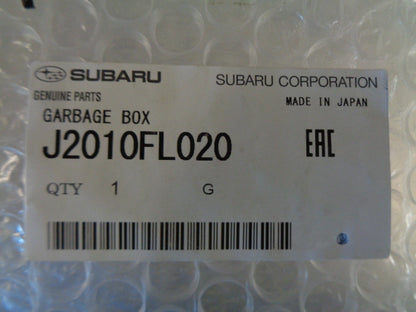 SUBARU SUBARU CORPORATION
GENUINE PARTS MADE IN JAPAN
GARBAGE BOX
J2010FL020 EAC
QTY 1 G